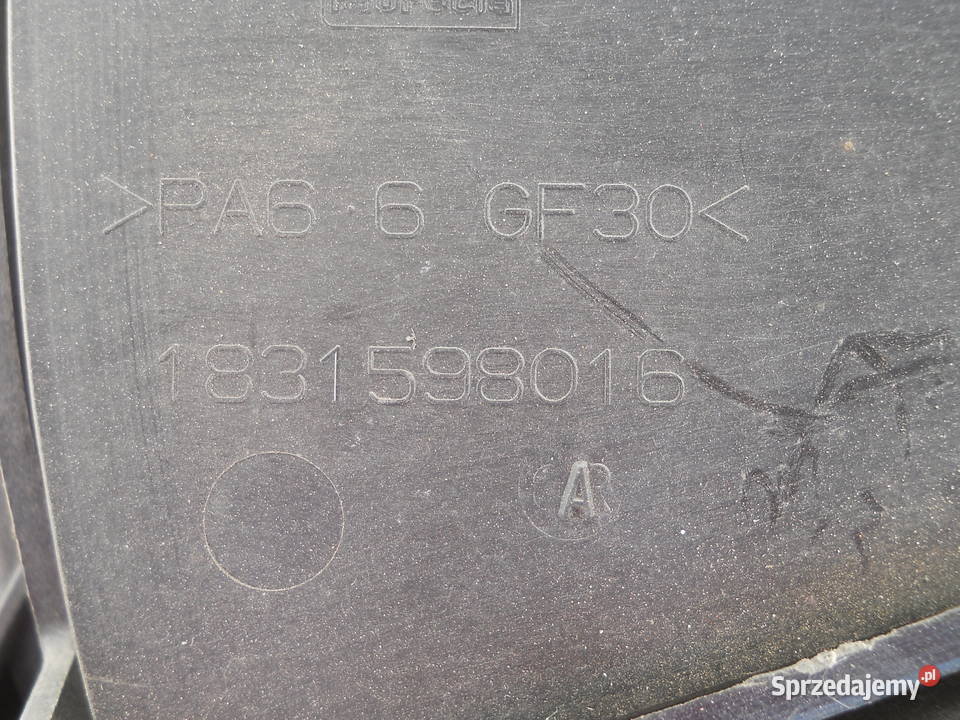 >PA6 6 GF30<
1831598016
A
Sprzedajemy.pl